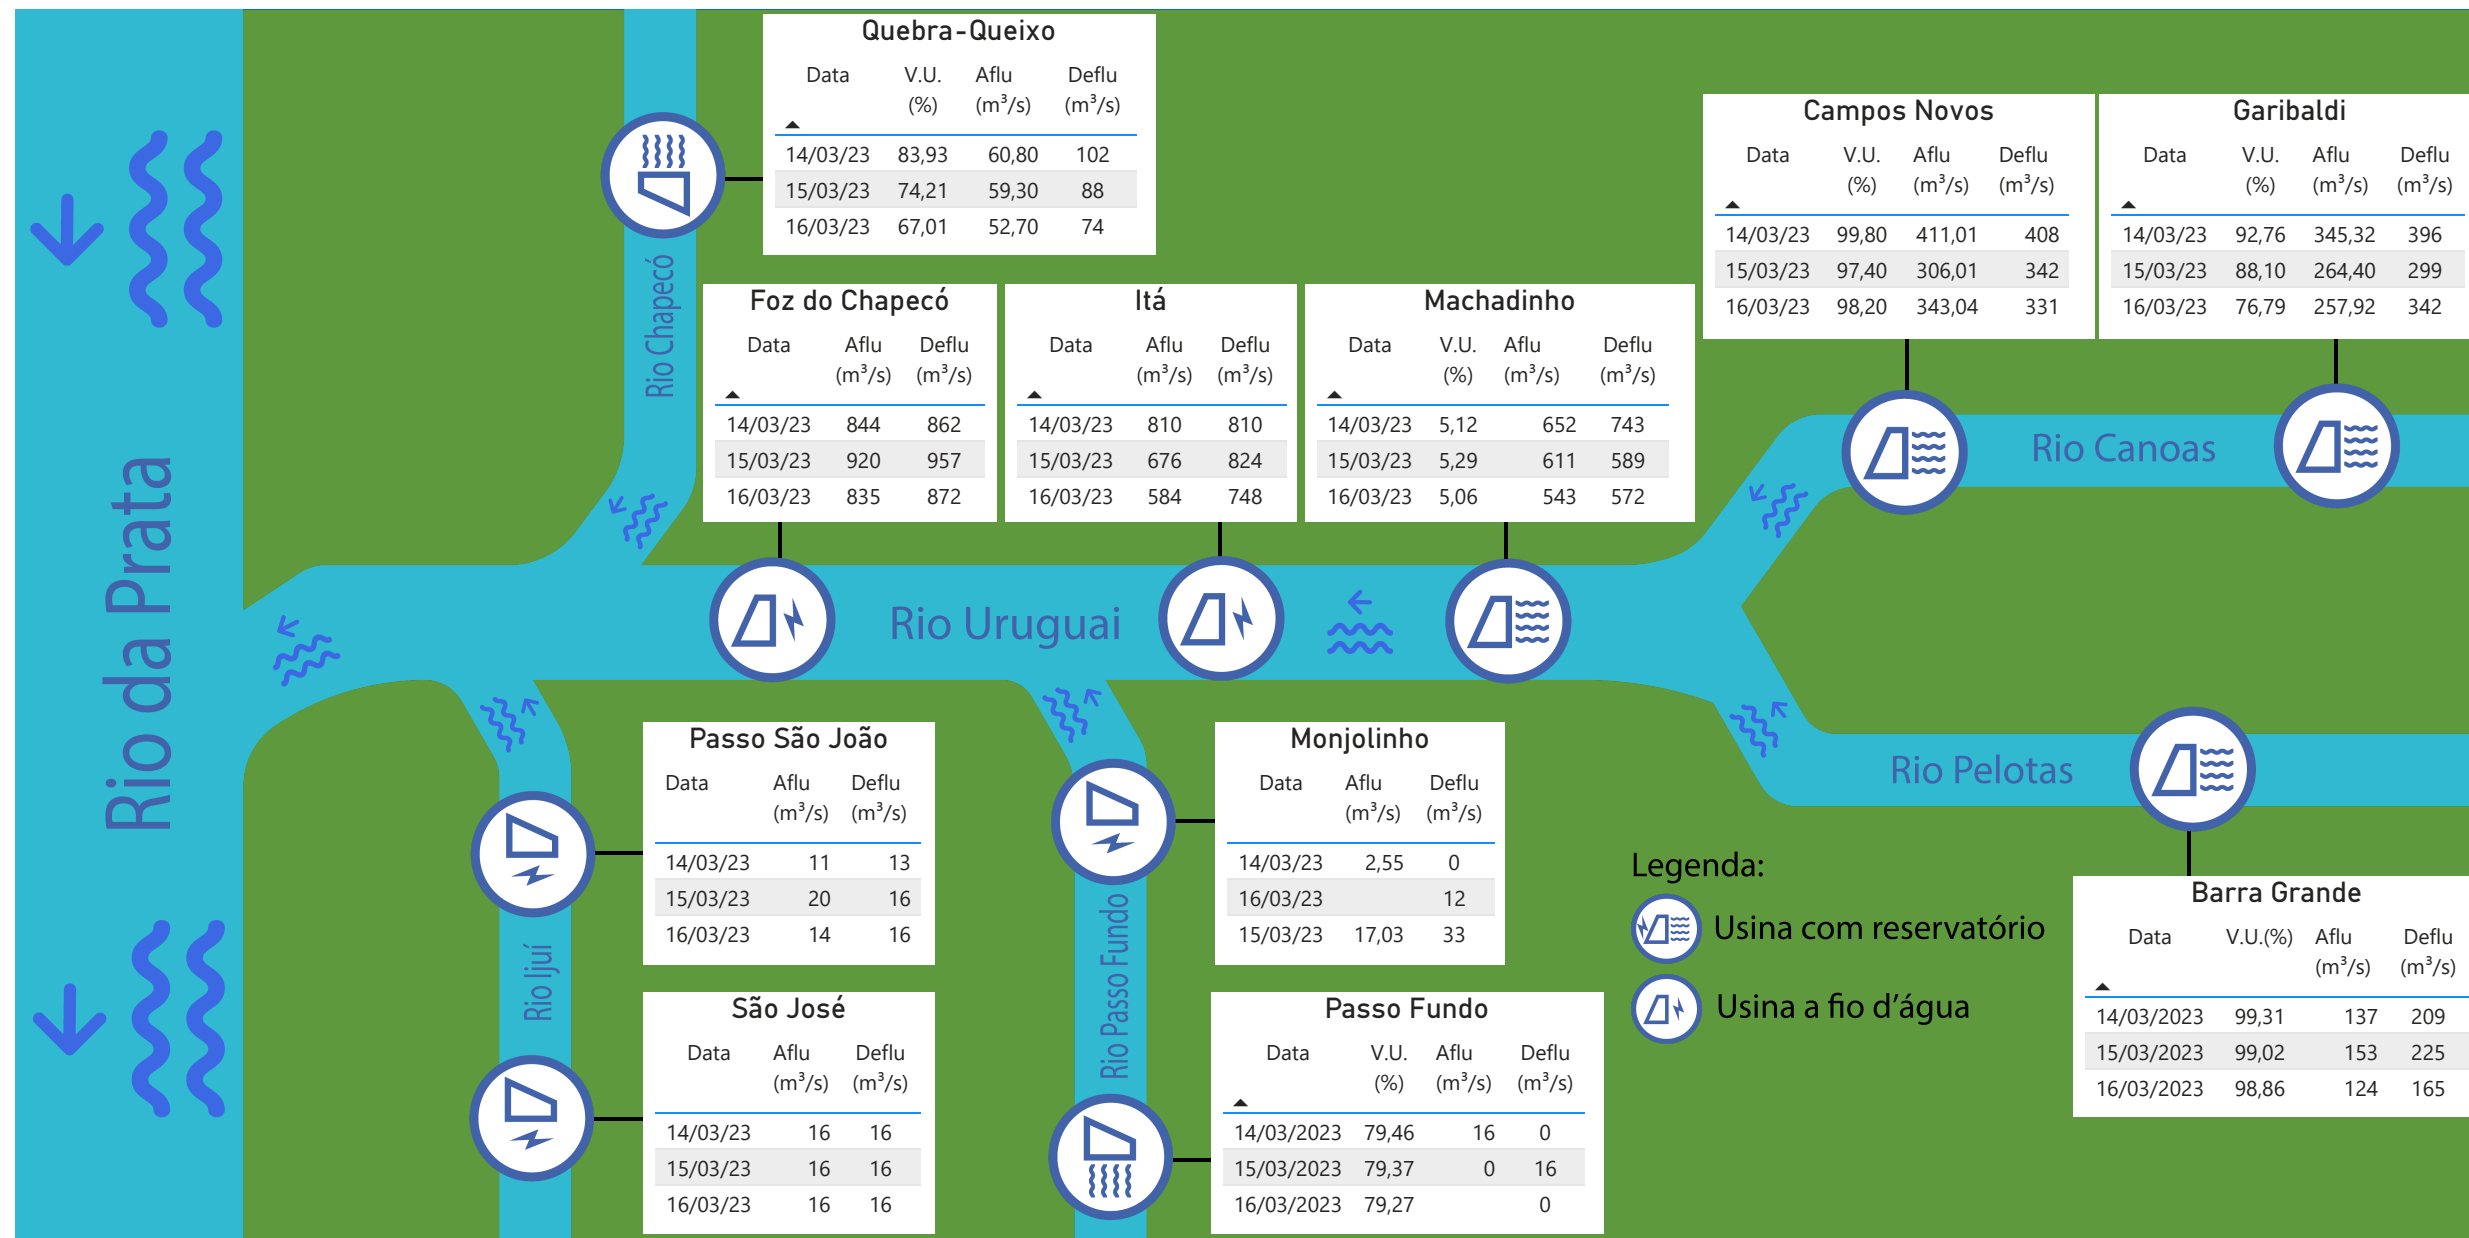 Quebra-Queixo
Data V.U. (%) Aflu (m³/s) Deflu (m³/s)
14/03/23 83,93 60,80 102
15/03/23 74,21 59,30 88
16/03/23 67,01 52,70 74
Campos Novos
Data V.U. (%) Aflu (m³/s) Deflu (m³/s)
14/03/23 99,80 411,01 408
15/03/23 97,40 306,01 342
16/03/23 98,20 343,04 331
Garibaldi
Data V.U. (%) Aflu (m³/s) Deflu (m³/s)
14/03/23 92,76 345,32 396
15/03/23 88,10 264,40 299
16/03/23 76,79 257,92 342
Rio Chapecó
Foz do Chapecó
Data Aflu (m³/s) Deflu (m³/s)
14/03/23 844 862
15/03/23 920 957
16/03/23 835 872
Itá
Data Aflu (m³/s) Deflu (m³/s)
14/03/23 810 810
15/03/23 676 824
16/03/23 584 748
Machadinho
Data V.U. (%) Aflu (m³/s) Deflu (m³/s)
14/03/23 5,12 652 743
15/03/23 5,29 611 589
16/03/23 5,06 543 572
Rio Canoas
Rio da Prata
Rio Uruguai
Rio Pelotas
Passo São João
Data Aflu (m³/s) Deflu (m³/s)
14/03/23 11 13
15/03/23 20 16
16/03/23 14 16
Monjolinho
Data Aflu (m³/s) Deflu (m³/s)
14/03/23 2,55 0
16/03/23 12
15/03/23 17,03 33
Rio Ijuí
Rio Passo Fundo
São José
Data Aflu (m³/s) Deflu (m³/s)
14/03/23 16 16
15/03/23 16 16
16/03/23 16 16
Passo Fundo
Data V.U. (%) Aflu (m³/s) Deflu (m³/s)
14/03/2023 79,46 16 0
15/03/2023 79,37 0 16
16/03/2023 79,27 0
Legenda:
Usina com reservatório
Usina a fio d'água
Barra Grande
Data V.U.(%) Aflu (m³/s) Deflu (m³/s)
14/03/2023 99,31 137 209
15/03/2023 99,02 153 225
16/03/2023 98,86 124 165